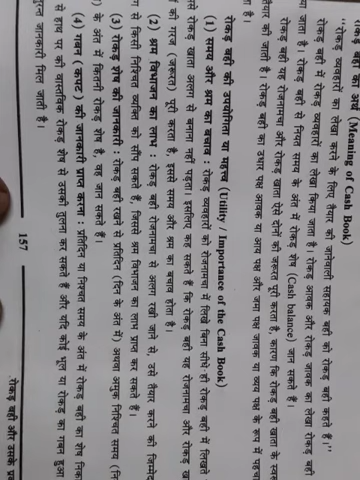 बही का अर्थ (Meaning of Cash Book)
"रोकड़ व्यवहारों का लेखा करने के लिए तैयार की जानेवाली सहायक बही को रोकड़ बही कहते हैं।"
रोकड़ बही में रोकड़ व्यवहारों का लेखा किया जाता है। रोकड़ आवक और रोकड़ जावक का लेखा रोकड़ बही
या जाता है। रोकड़ बही से निश्चित समय के अंत में रोकड़ शेष (Cash balance) जान सकते हैं।
रोकड़ बही यह रोजनामचा और रोकड़ खाता ऐसे दोनों की जरूरत पूरी करता है, कारण कि रोकड़ बही खाता के स्वरू
तैयार की जाती है। रोकड़ बही का उधार पक्ष आवक या आय पक्ष और जमा पक्ष जावक या व्यय पक्ष के रूप में पहचा
ता है।
रोकड़ बही की उपयोगिता या महत्त्व (Utility / Importance of the Cash Book)
(1) समय और श्रम का बचाव : रोकड़ व्यवहारों को रोजनामचा में लिखे बिना सीधे ही रोकड़ बही में लिखते
रोकड़ खाता अलग से बनाना नहीं पड़ता। इसलिए कह सकते हैं कि रोकड़ बही यह रोजनामचा और रोकड़ ख
की गरज (जरूरत) पूरी करता है, इससे समय और श्रम का बचाव होता है।
(2) श्रम विभाजन का लाभ : रोकड़ बही रोजनामचा से अलग रखी जाने से, उसे तैयार करने की जिम्मेद
से किसी निश्चित व्यक्ति को सौंप सकते हैं, जिससे श्रम विभाजन का लाभ प्राप्त कर सकते हैं।
(3) रोकड़ शेष की जानकारी : रोकड़ बही रखने से प्रतिदिन (दिन के अंत में) अथवा अमुक निश्चित समय (नि
) के अंत में कितनी रोकड़ शेष है, वह जान सकते हैं।
(4) गबन (कपट) की जानकारी प्राप्त करना : प्रतिदिन या निश्चित समय के अंत में रोकड़ बही का शेष निका
से हाथ पर की वास्तविक रोकड़ शेष से उसकी तुलना कर सकते हैं और यदि कोई भूल या रोकड़ का गबन हुआ
तुरन्त जानकारी मिल जाती है।
157
रोकड़ बही और उसके प्रक